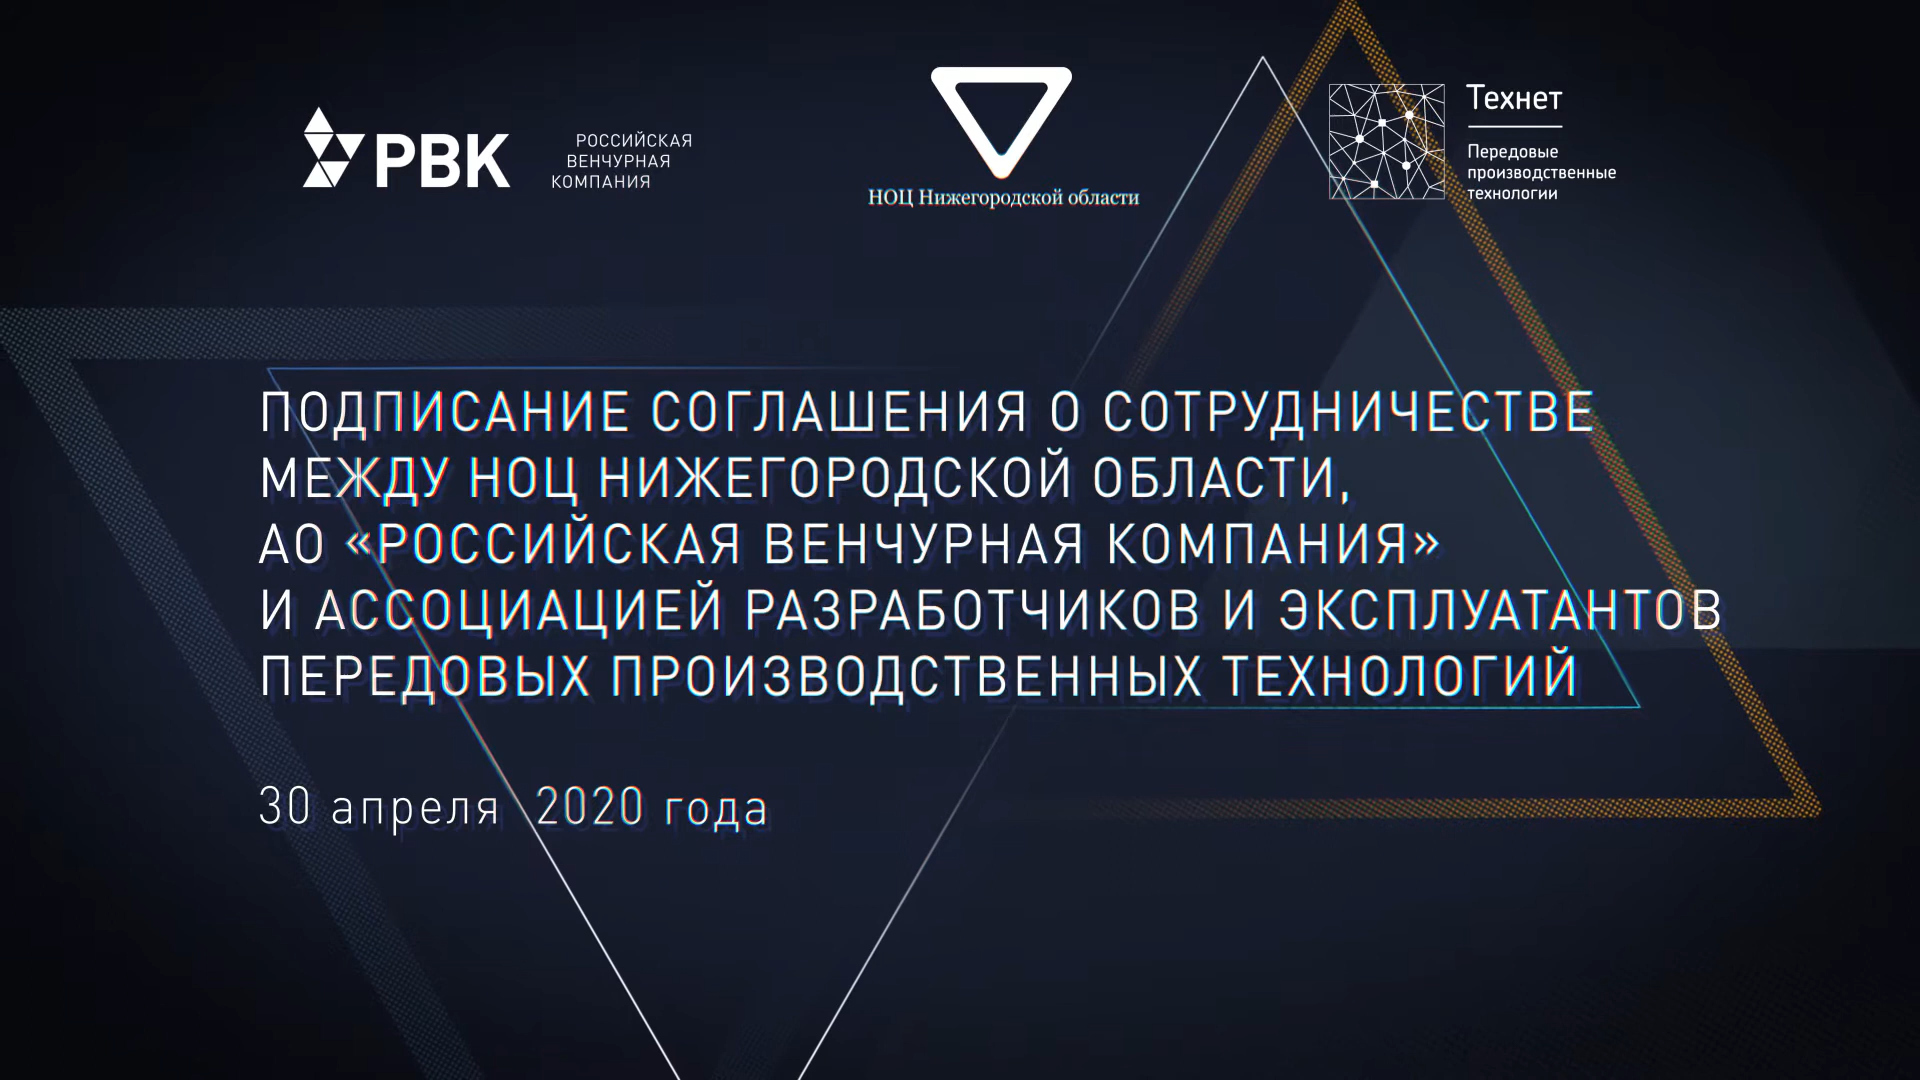 РВК
РОССИЙСКАЯ
ВЕНЧУРНАЯ
КОМПАНИЯ
НОЦ Нижегородской области
Технет
Передовые
производственные
технологии
ПОДПИСАНИЕ СОГЛАШЕНИЯ О СОТРУДНИЧЕСТВЕ
МЕЖДУ НОЦ НИЖЕГОРОДСКОЙ ОБЛАСТИ,
АО «РОССИЙСКАЯ ВЕНЧУРНАЯ КОМПАНИЯ»
И АССОЦИАЦИЕЙ РАЗРАБОТЧИКОВ И ЭКСПЛУАТАНТОВ
ПЕРЕДОВЫХ ПРОИЗВОДСТВЕННЫХ ТЕХНОЛОГИЙ
30 апреля 2020 года